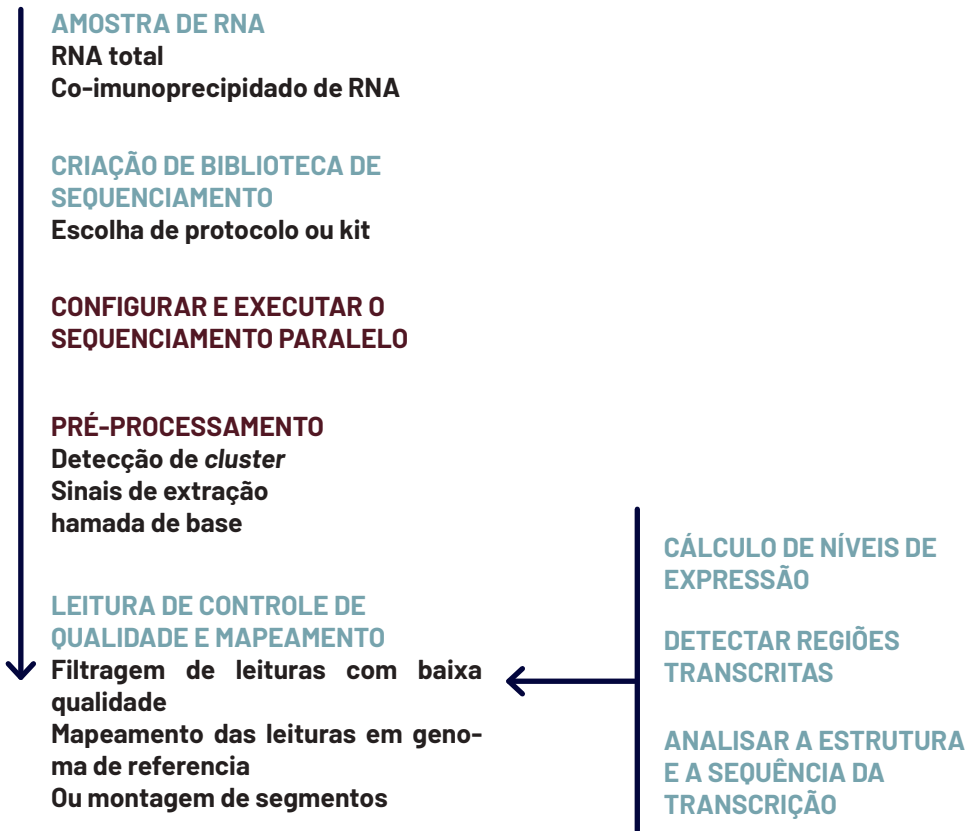 AMOSTRA DE RNA
RNA total
Co-imunoprecipidado de RNA
CRIAÇÃO DE BIBLIOTECA DE
SEQUENCIAMENTO
Escolha de protocolo ou kit
CONFIGURAR E EXECUTAR O
SEQUENCIAMENTO PARALELO
PRÉ-PROCESSAMENTO
Detecção de cluster
Sinais de extração
hamada de base
LEITURA DE CONTROLE DE
QUALIDADE E MAPEAMENTO
Filtragem de leituras com baixa
qualidade
Mapeamento das leituras em geno-
ma de referencia
Ou montagem de segmentos
CÁLCULO DE NÍVEIS DE
EXPRESSÃO
DETECTAR REGIÕES
TRANSCRITAS
ANALISAR A ESTRUTURA
E A SEQUÊNCIA DA
TRANSCRIÇÃO